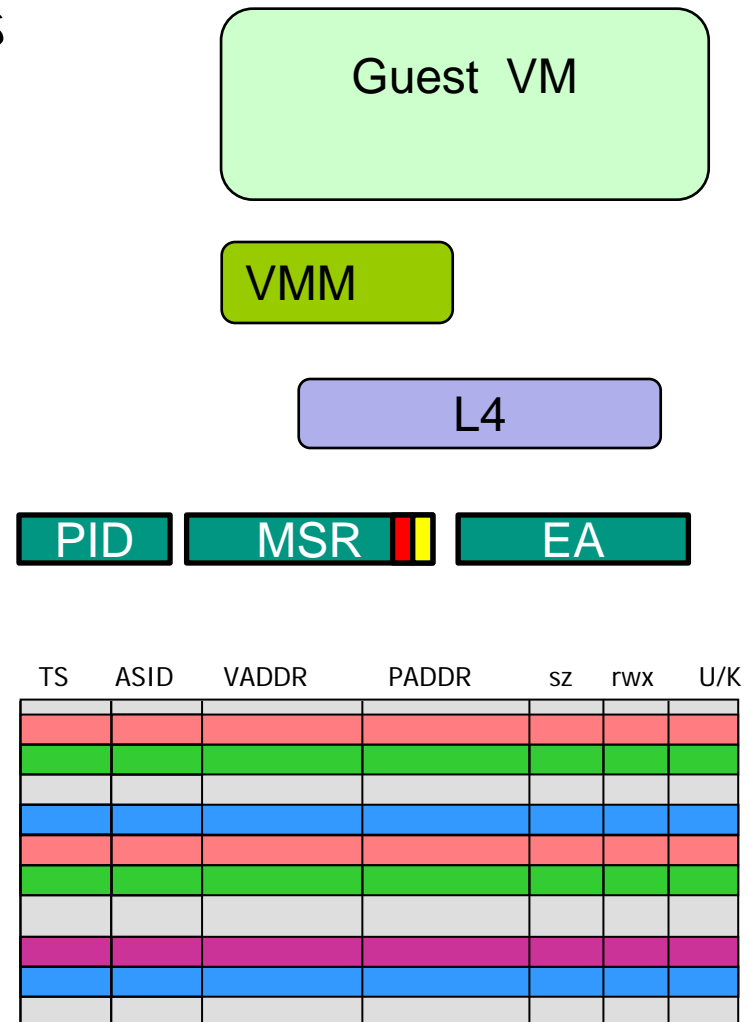 s
Guest VM
VMM
L4
PID MSR EA
TS ASID VADDR PADDR sz rwx U/K